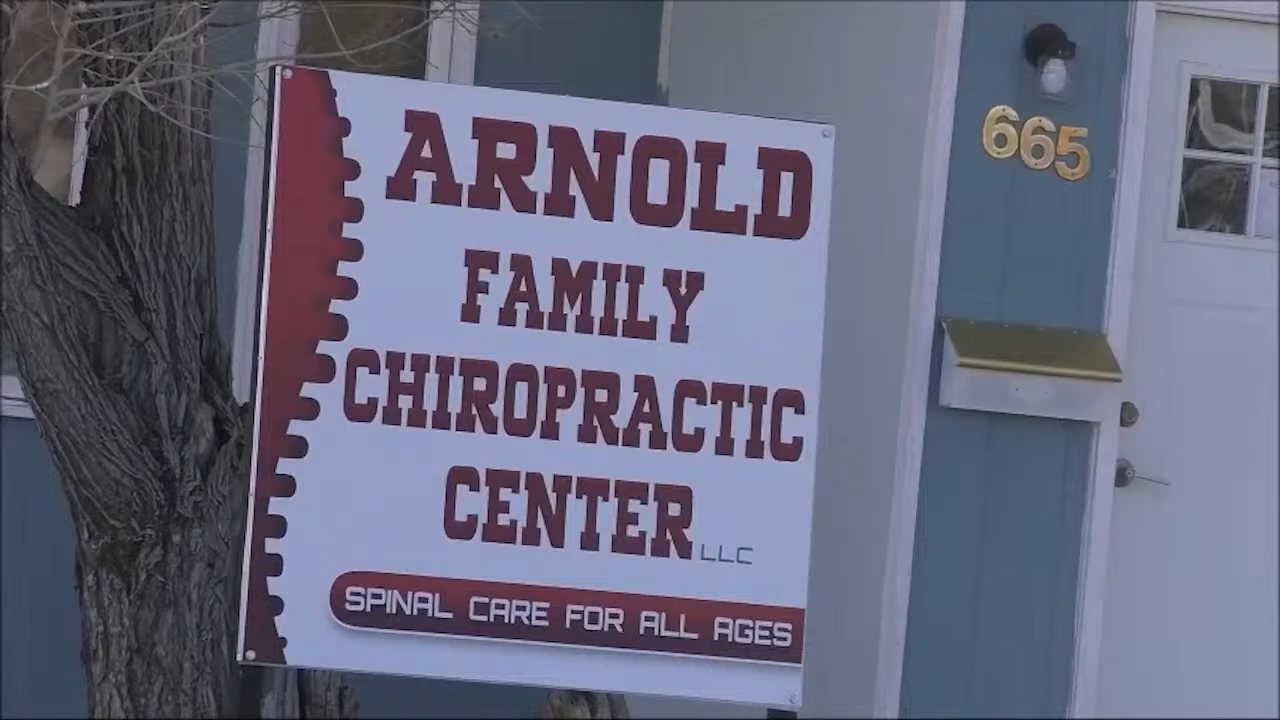 ARNOLD
FAMILY
CHIROPRACTIC
CENTER LLC
SPINAL CARE FOR ALL AGES
665